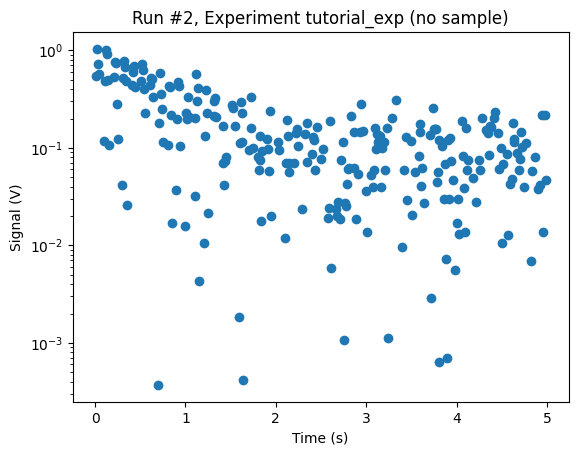 Run #2, Experiment tutorial_exp (no sample)
10⁰
10⁻¹
10⁻²
10⁻³
Signal (V)
0 1 2 3 4 5
Time (s)